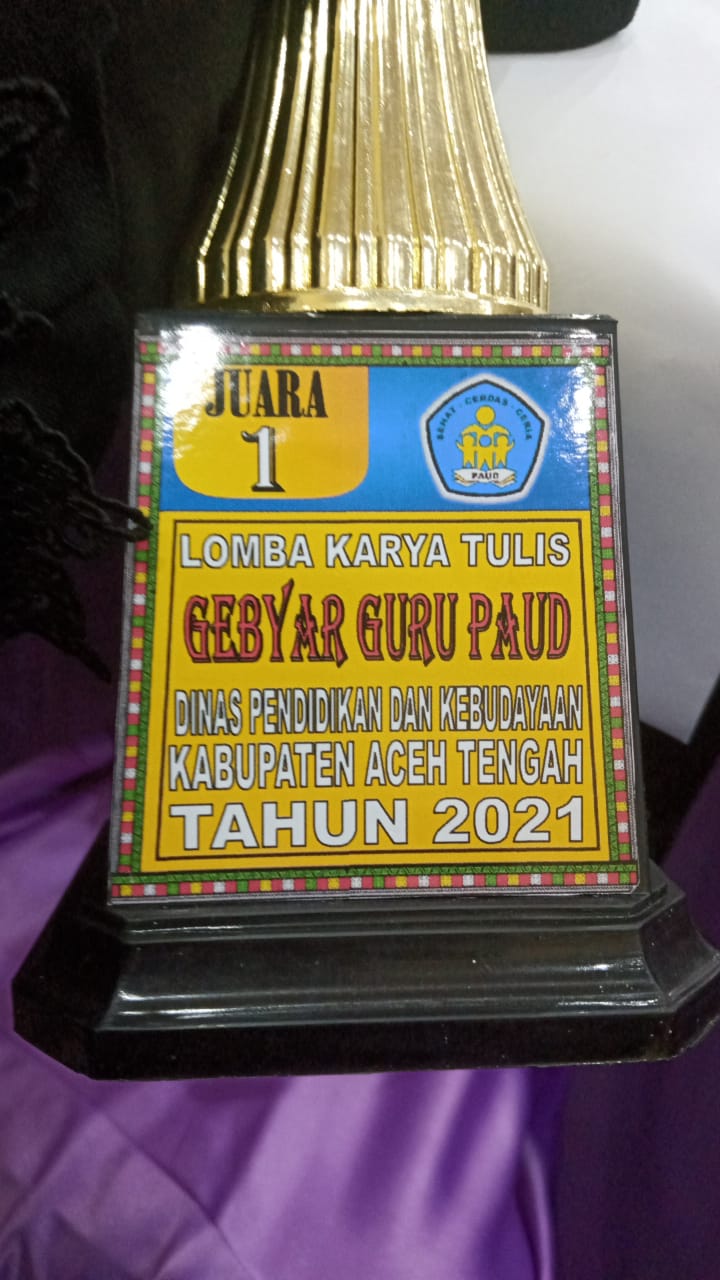 JUARA
1
SEHAT - CERDAS - CERIA
PAUD
LOMBA KARYA TULIS
GEBYAR GURU PAUD
DINAS PENDIDIKAN DAN KEBUDAYAAN
KABUPATEN ACEH TENGAH
TAHUN 2021